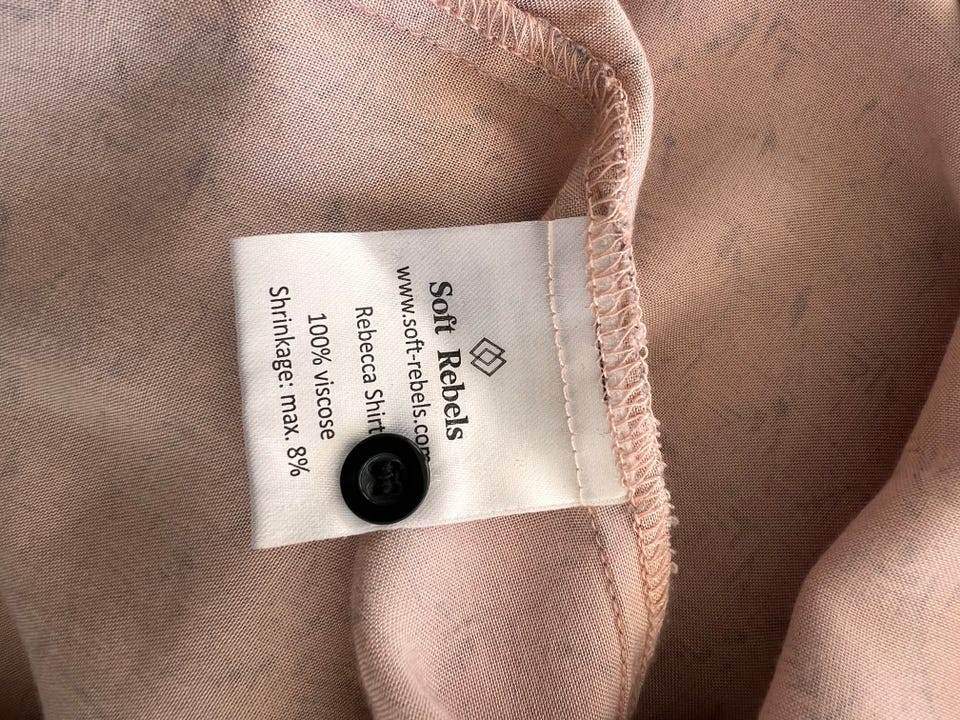 Soft Rebels
www.soft-rebels.com
Rebecca Shirt
100% viscose
Shrinkage: max. 8%